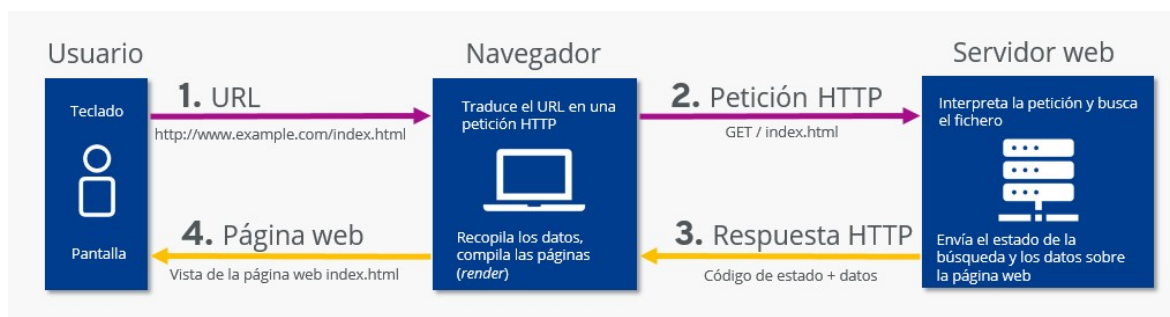 Usuario
Teclado
Pantalla
1. URL
http://www.example.com/index.html
4. Página web
Vista de la página web index.html
Navegador
Traduce el URL en una
petición HTTP
Recopila los datos,
compila las páginas
(render)
2. Petición HTTP
GET / index.html
3. Respuesta HTTP
Código de estado + datos
Servidor web
Interpreta la petición y busca
el fichero
Envía el estado de la
búsqueda y los datos sobre
la página web